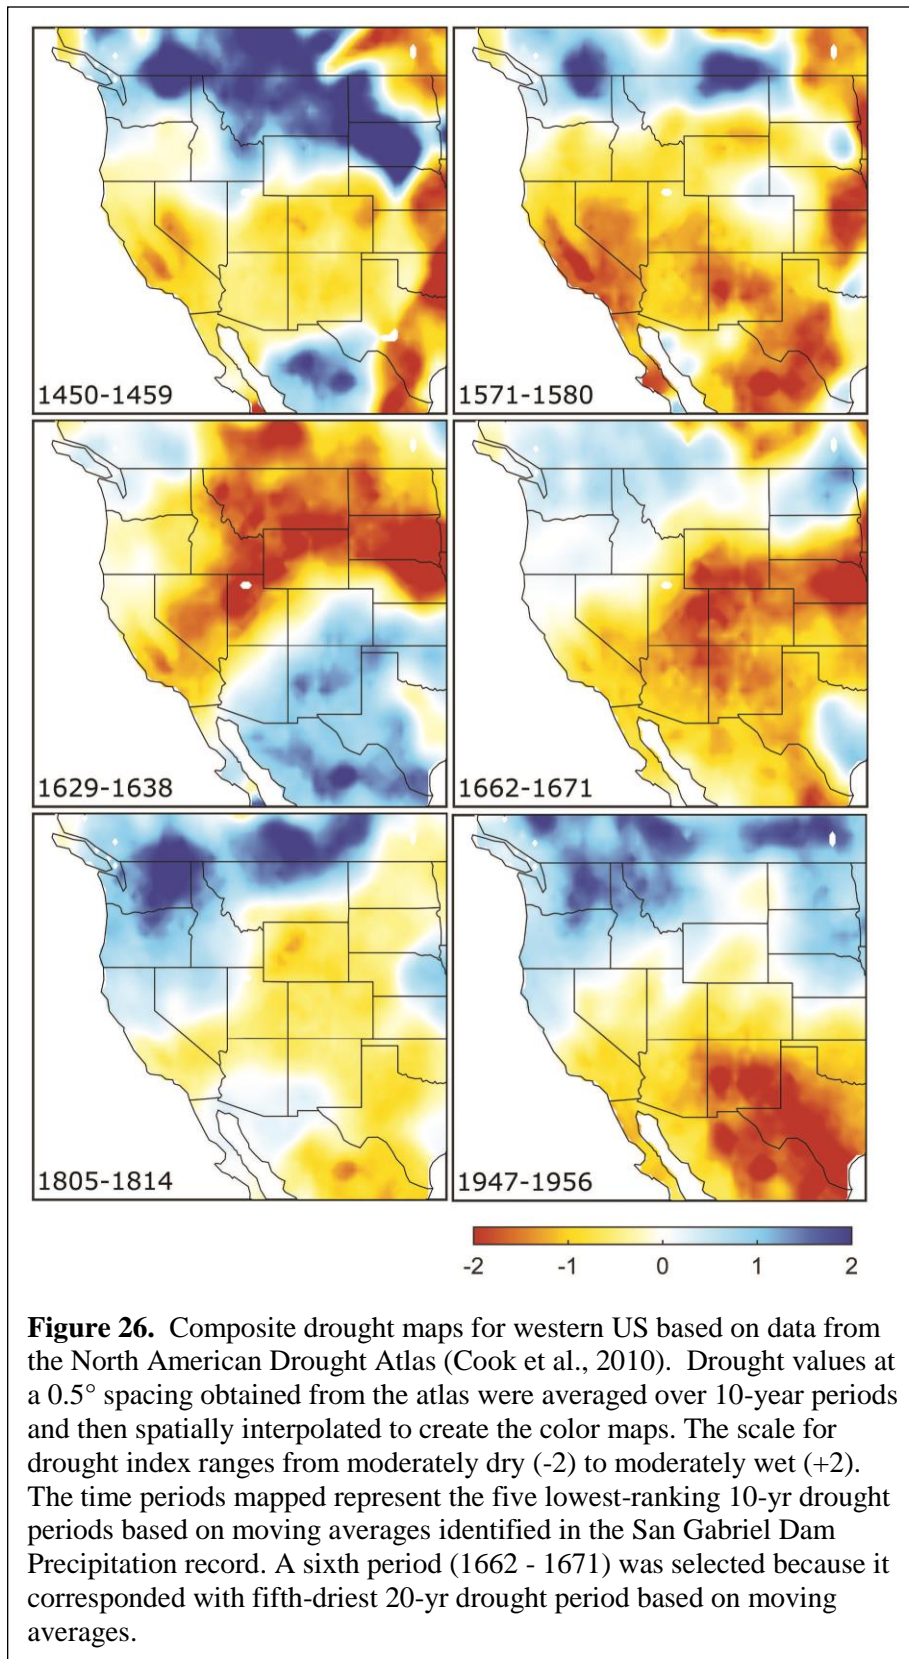 1450-1459
1571-1580
1629-1638
1662-1671
1805-1814
1947-1956
-2 -1 0 1 2
Figure 26.  Composite drought maps for western US based on data from
the North American Drought Atlas (Cook et al., 2010).  Drought values at
a 0.5° spacing obtained from the atlas were averaged over 10-year periods
and then spatially interpolated to create the color maps. The scale for
drought index ranges from moderately dry (-2) to moderately wet (+2).
The time periods mapped represent the five lowest-ranking 10-yr drought
periods based on moving averages identified in the San Gabriel Dam
Precipitation record. A sixth period (1662 - 1671) was selected because it
corresponded with fifth-driest 20-yr drought period based on moving
averages.